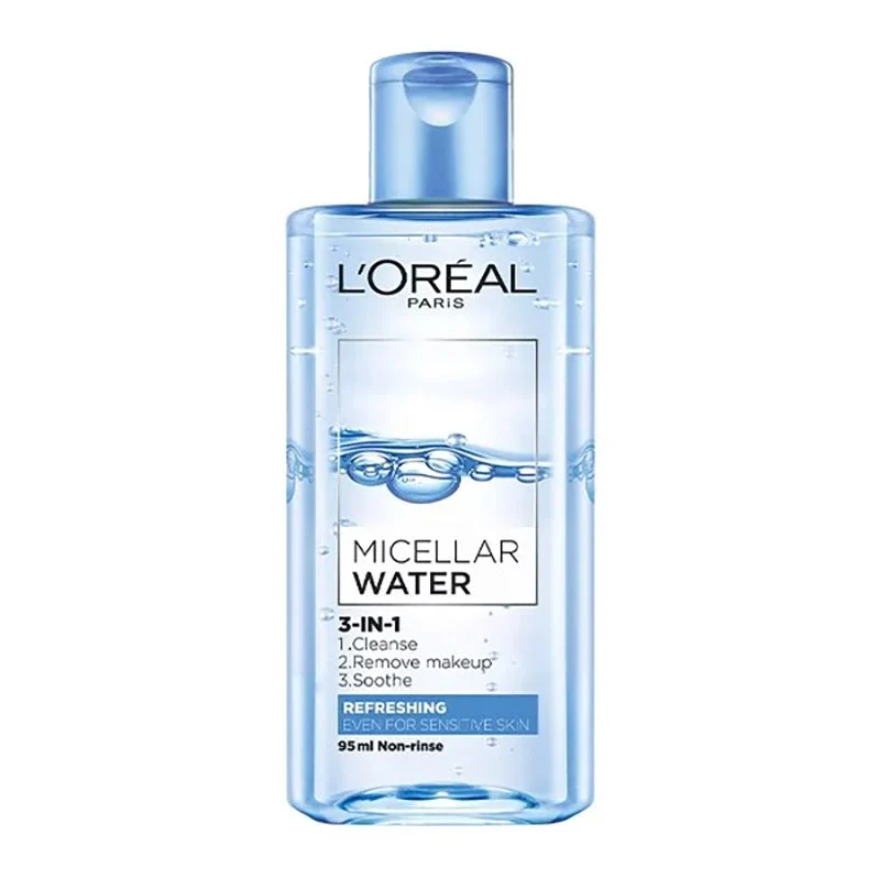 L'ORÉAL
PARiS
MICELLAR
WATER
3-IN-1
1.Cleanse
2.Remove makeup
3.Soothe
REFRESHING
EVEN FOR SENSITIVE SKIN
95ml Non-rinse